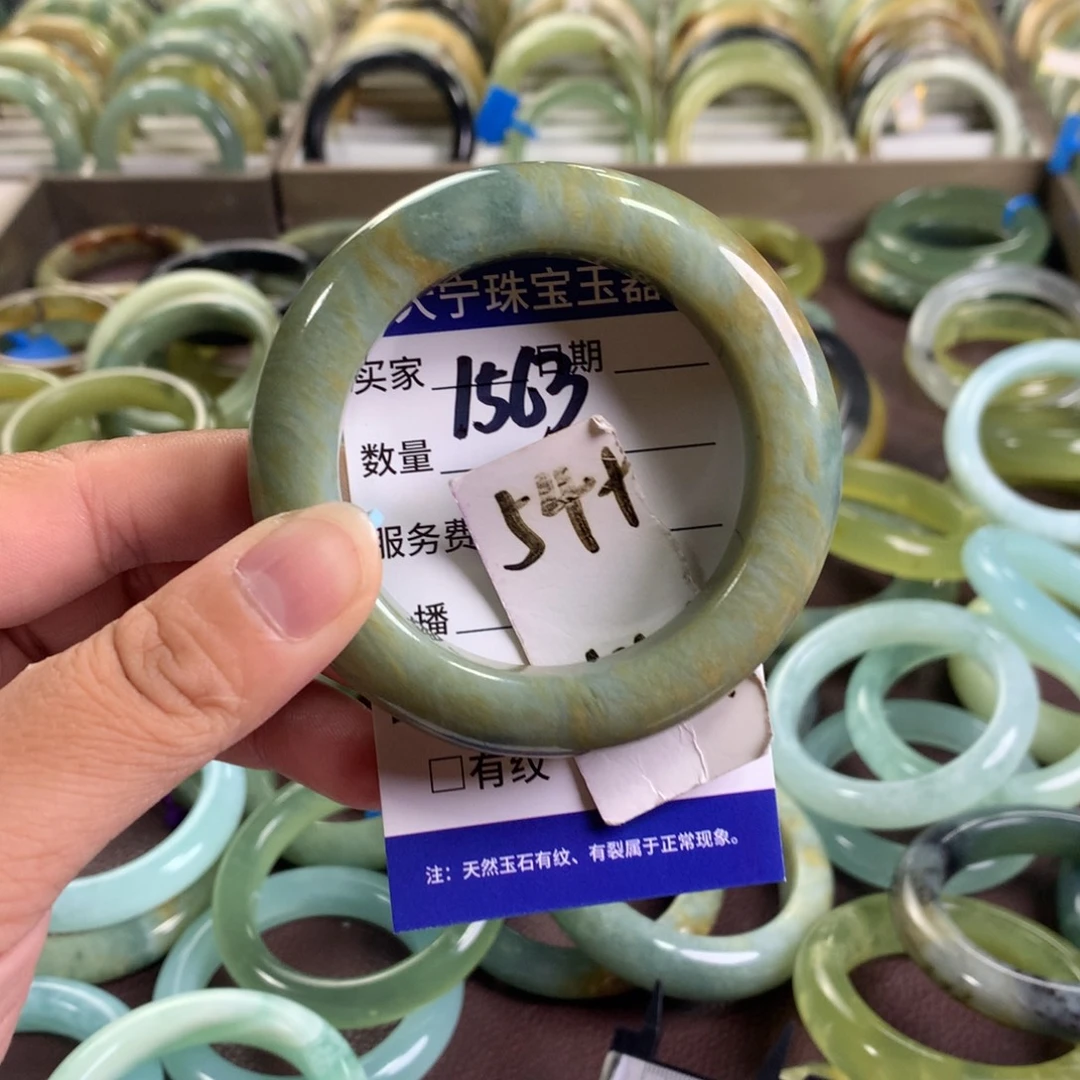 宁珠宝玉器
买家 1563 日期
数量
服务费
播
□有纹
注：天然玉石有纹、有裂属于正常现象。